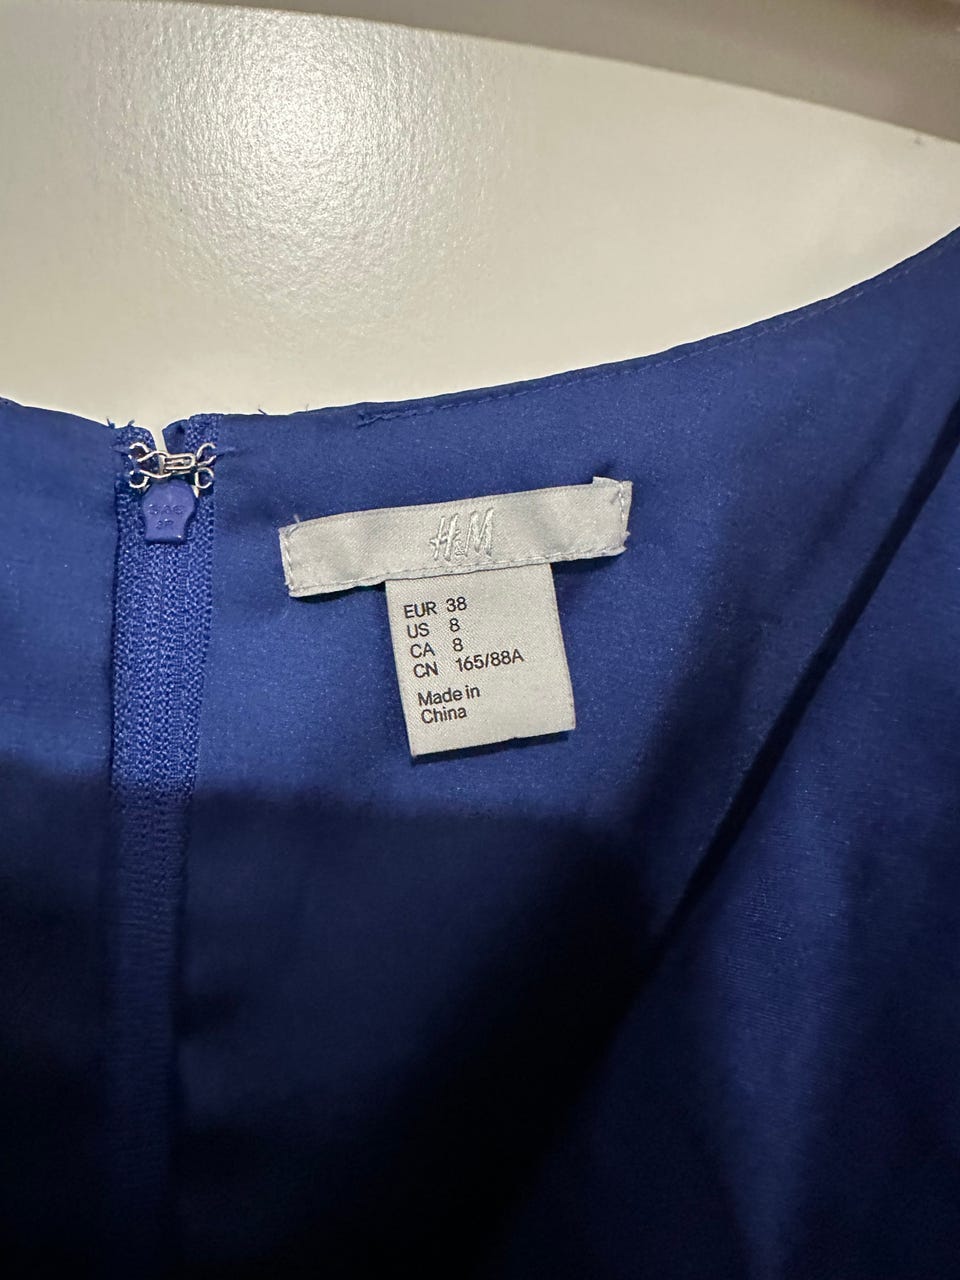 H&M
EUR 38
US 8
CA 8
CN 165/88A
Made in
China